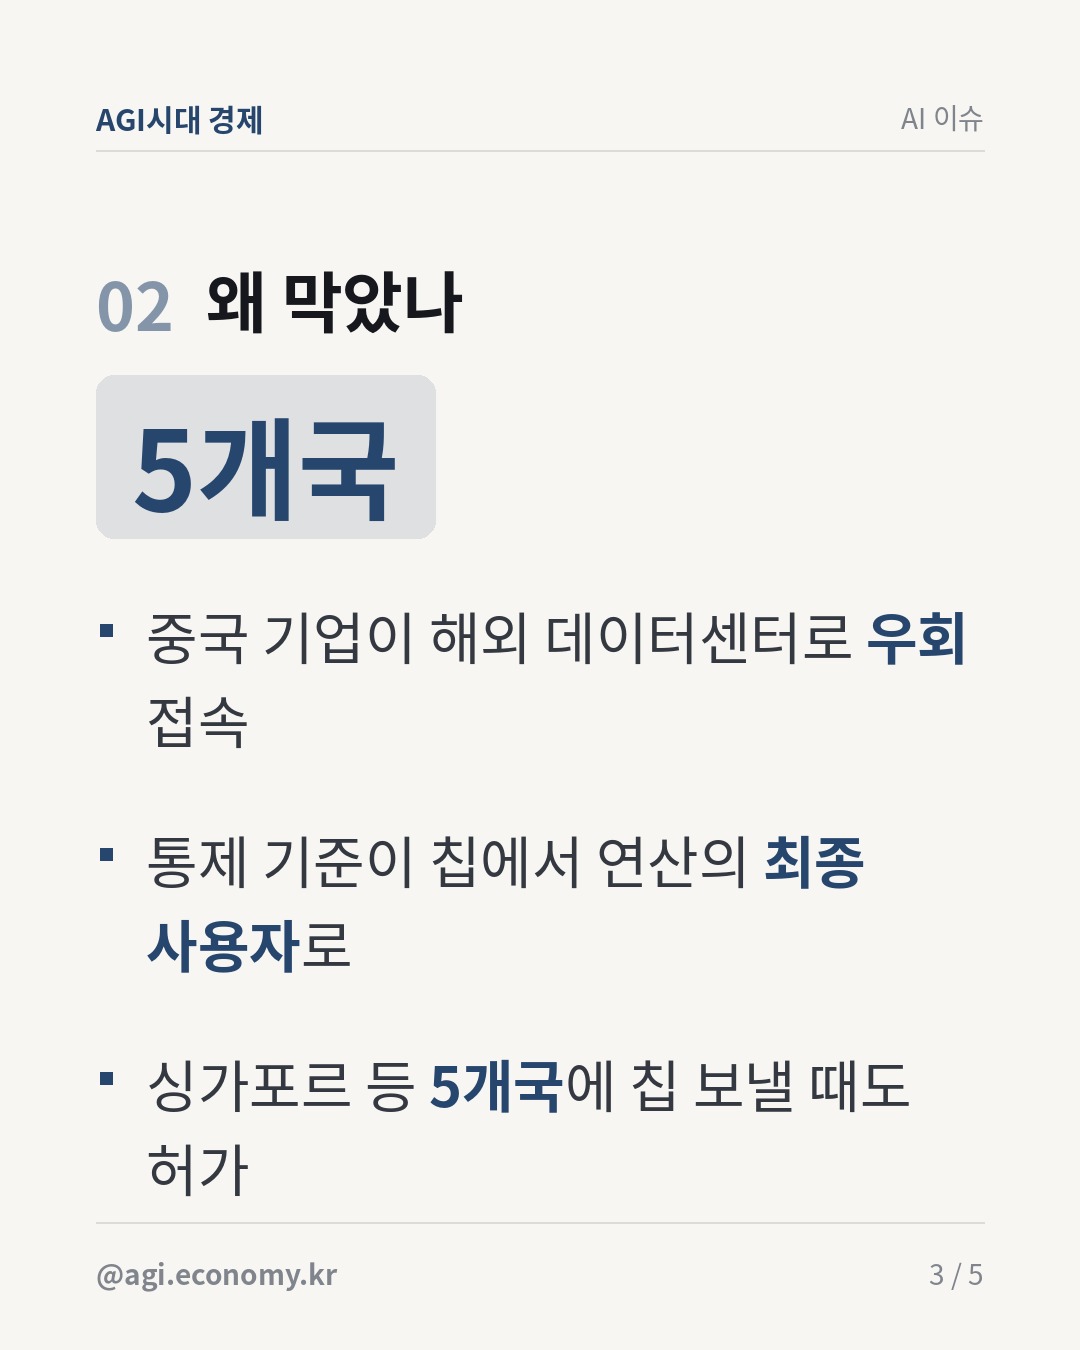 AGI시대 경제
AI 이슈
02 왜 막았나
5개국
▪ 중국 기업이 해외 데이터센터로 우회
접속
▪ 통제 기준이 칩에서 연산의 최종
사용자로
▪ 싱가포르 등 5개국에 칩 보낼 때도
허가
@agi.economy.kr
3 / 5